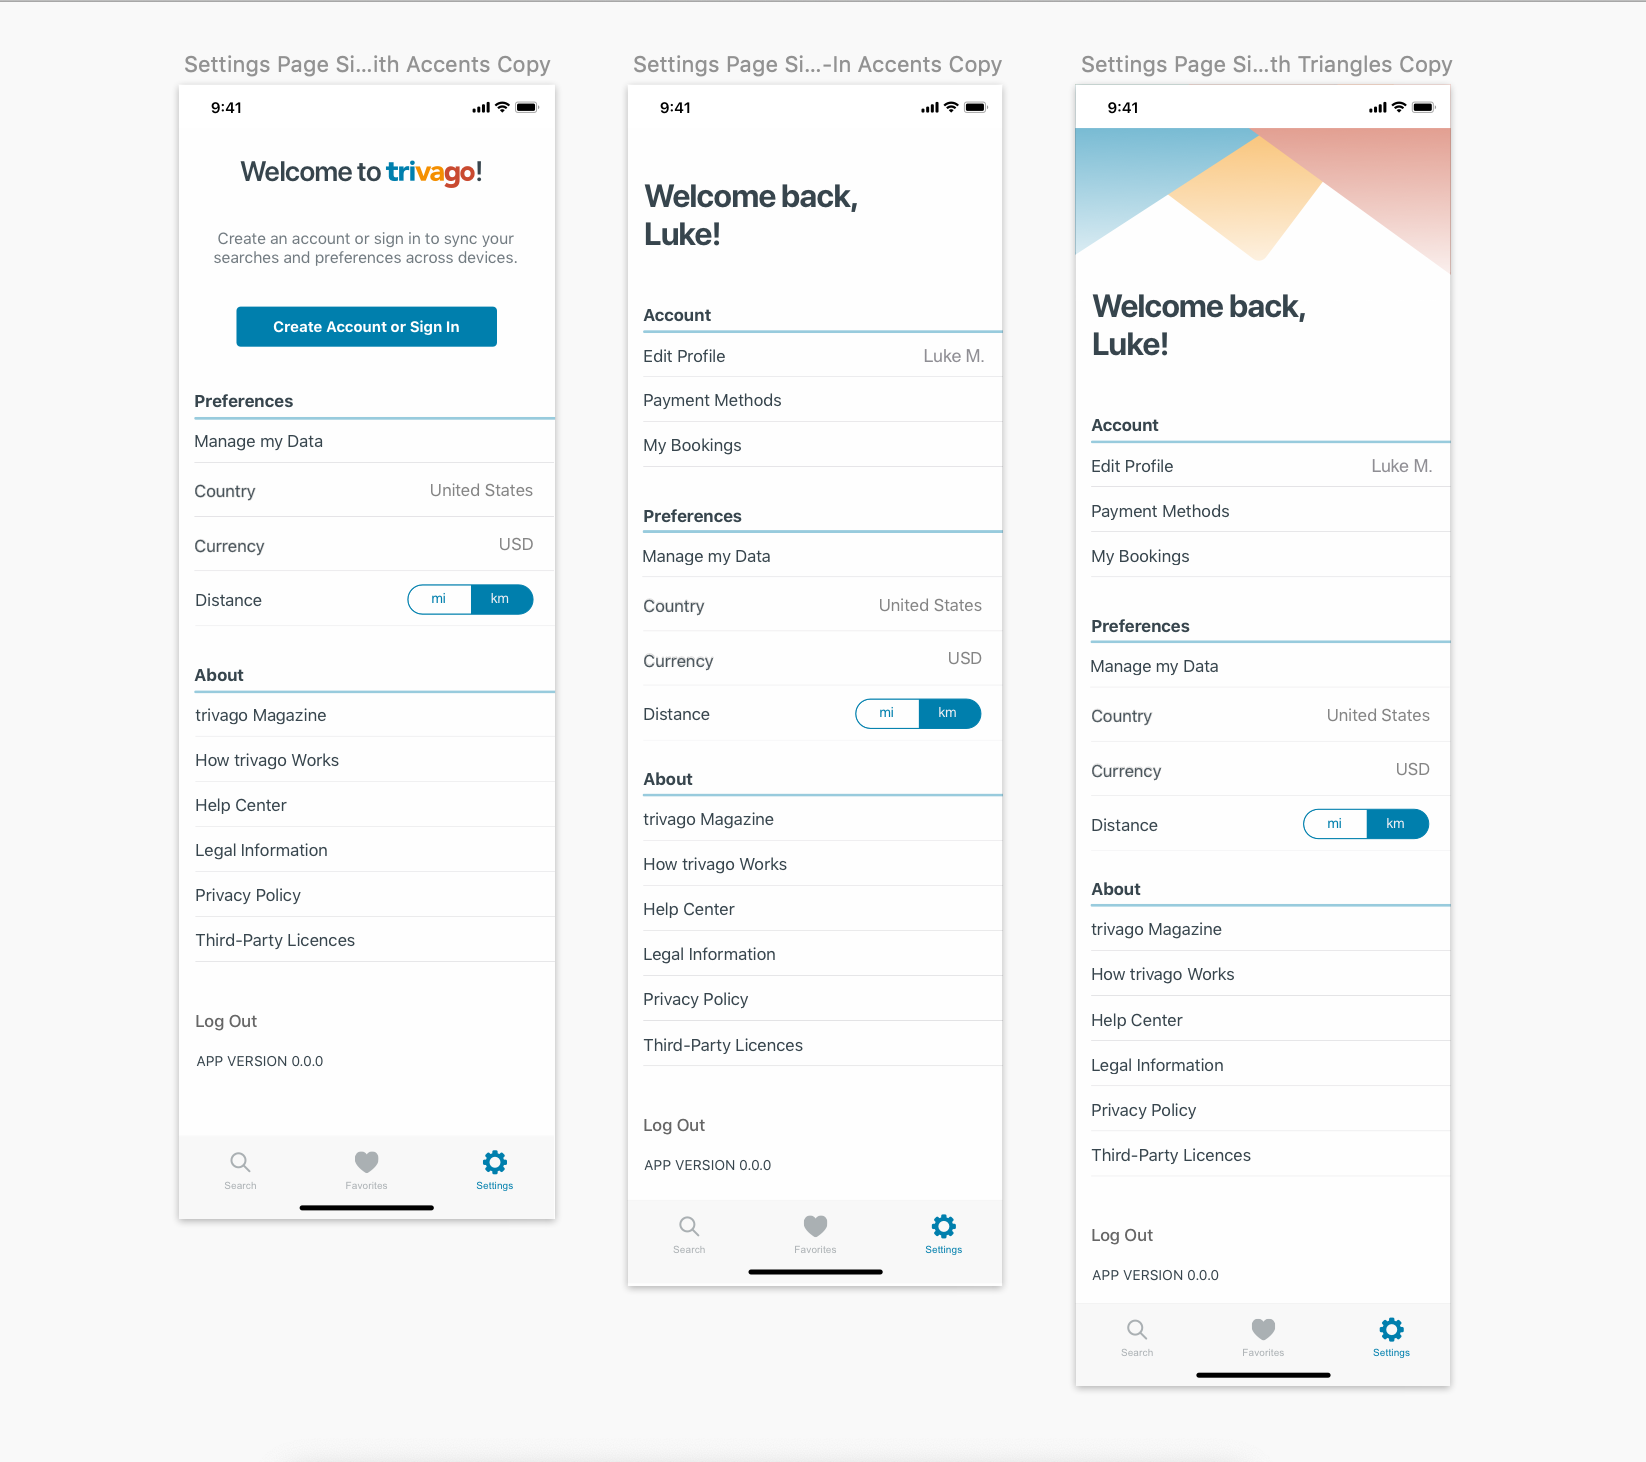 Settings Page Si...ith Accents Copy
9:41
Welcome to trivago!
Create an account or sign in to sync your
searches and preferences across devices.
Create Account or Sign In
Preferences
Manage my Data
Country United States
Currency USD
Distance mi km
About
trivago Magazine
How trivago Works
Help Center
Legal Information
Privacy Policy
Third-Party Licences
Log Out
APP VERSION 0.0.0
Search Favorites Settings
Settings Page Si...-In Accents Copy
9:41
Welcome back,
Luke!
Account
Edit Profile Luke M.
Payment Methods
My Bookings
Preferences
Manage my Data
Country United States
Currency USD
Distance mi km
About
trivago Magazine
How trivago Works
Help Center
Legal Information
Privacy Policy
Third-Party Licences
Log Out
APP VERSION 0.0.0
Search Favorites Settings
Settings Page Si...th Triangles Copy
9:41
Welcome back,
Luke!
Account
Edit Profile Luke M.
Payment Methods
My Bookings
Preferences
Manage my Data
Country United States
Currency USD
Distance mi km
About
trivago Magazine
How trivago Works
Help Center
Legal Information
Privacy Policy
Third-Party Licences
Log Out
APP VERSION 0.0.0
Search Favorites Settings